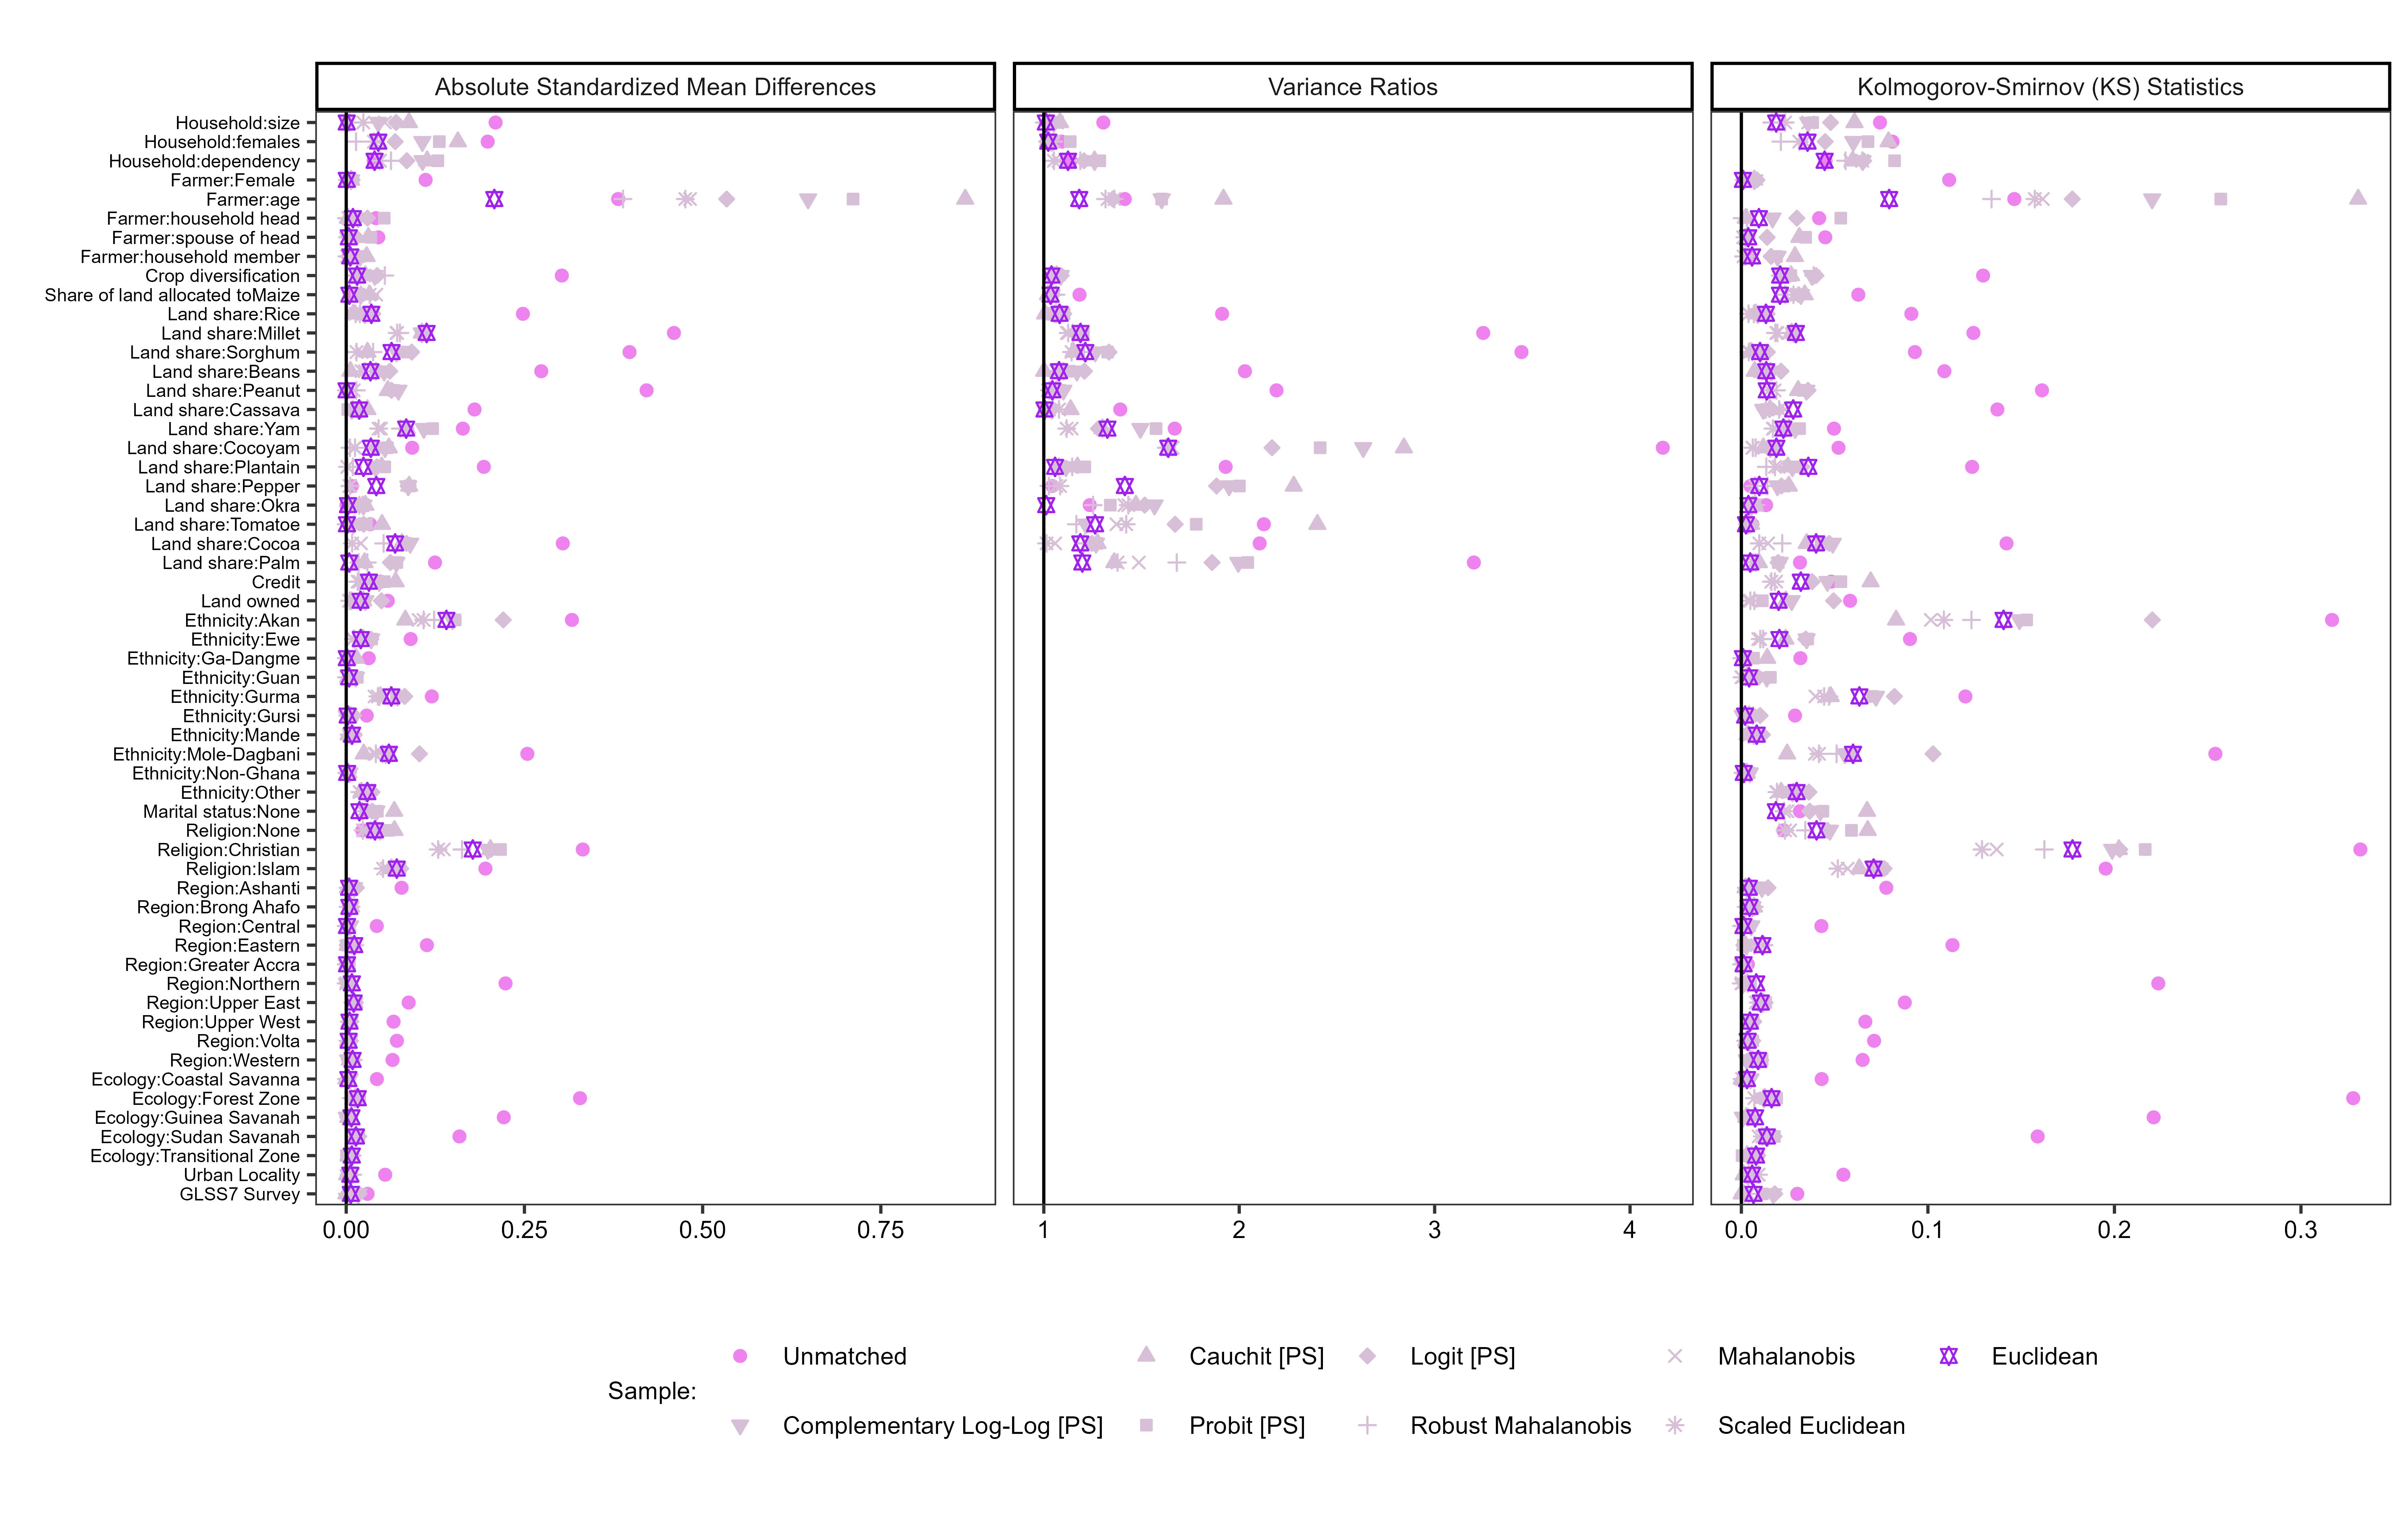 Absolute Standardized Mean Differences
Variance Ratios
Kolmogorov-Smirnov (KS) Statistics
Household:size
Household:females
Household:dependency
Farmer:Female
Farmer:age
Farmer:household head
Farmer:spouse of head
Farmer:household member
Crop diversification
Share of land allocated toMaize
Land share:Rice
Land share:Millet
Land share:Sorghum
Land share:Beans
Land share:Peanut
Land share:Cassava
Land share:Yam
Land share:Cocoyam
Land share:Plantain
Land share:Pepper
Land share:Okra
Land share:Tomatoe
Land share:Cocoa
Land share:Palm
Credit
Land owned
Ethnicity:Akan
Ethnicity:Ewe
Ethnicity:Ga-Dangme
Ethnicity:Guan
Ethnicity:Gurma
Ethnicity:Gursi
Ethnicity:Mande
Ethnicity:Mole-Dagbani
Ethnicity:Non-Ghana
Ethnicity:Other
Marital status:None
Religion:None
Religion:Christian
Religion:Islam
Region:Ashanti
Region:Brong Ahafo
Region:Central
Region:Eastern
Region:Greater Accra
Region:Northern
Region:Upper East
Region:Upper West
Region:Volta
Region:Western
Ecology:Coastal Savanna
Ecology:Forest Zone
Ecology:Guinea Savanah
Ecology:Sudan Savanah
Ecology:Transitional Zone
Urban Locality
GLSS7 Survey
0.00 0.25 0.50 0.75
1 2 3 4
0.0 0.1 0.2 0.3
Sample:
Unmatched
Cauchit [PS]
Logit [PS]
Mahalanobis
Euclidean
Complementary Log-Log [PS]
Probit [PS]
Robust Mahalanobis
Scaled Euclidean